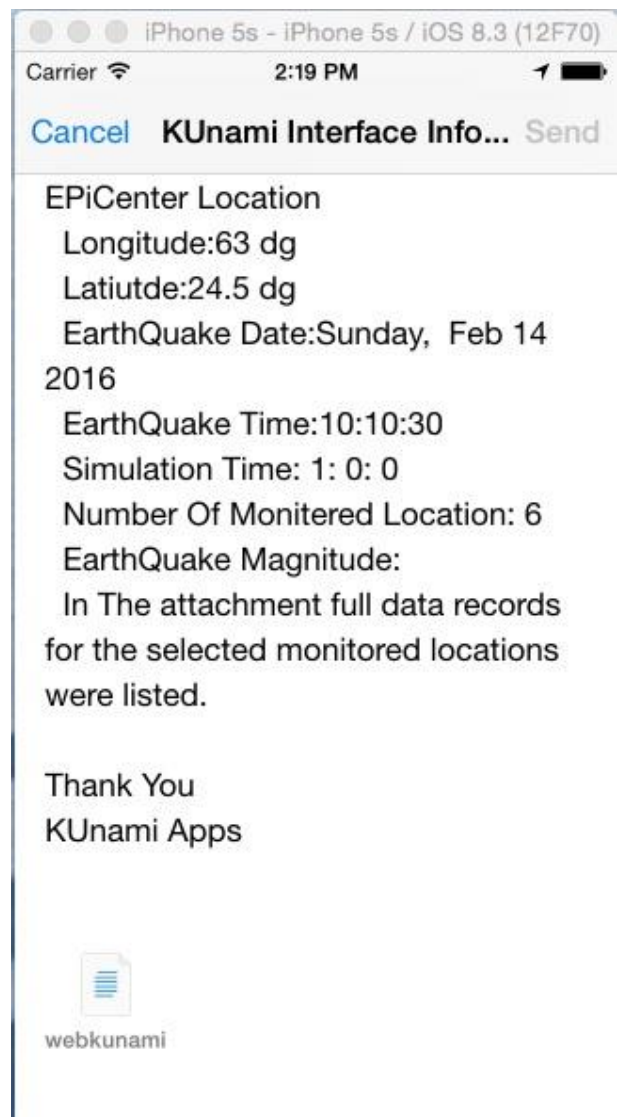 iPhone 5s - iPhone 5s / iOS 8.3 (12F70)
Carrier 2:19 PM
Cancel KUnami Interface Info... Send
EPiCenter Location
Longitude:63 dg
Latiutde:24.5 dg
EarthQuake Date:Sunday, Feb 14
2016
EarthQuake Time:10:10:30
Simulation Time: 1: 0: 0
Number Of Monitered Location: 6
EarthQuake Magnitude:
In The attachment full data records
for the selected monitored locations
were listed.
Thank You
KUnami Apps
webkunami